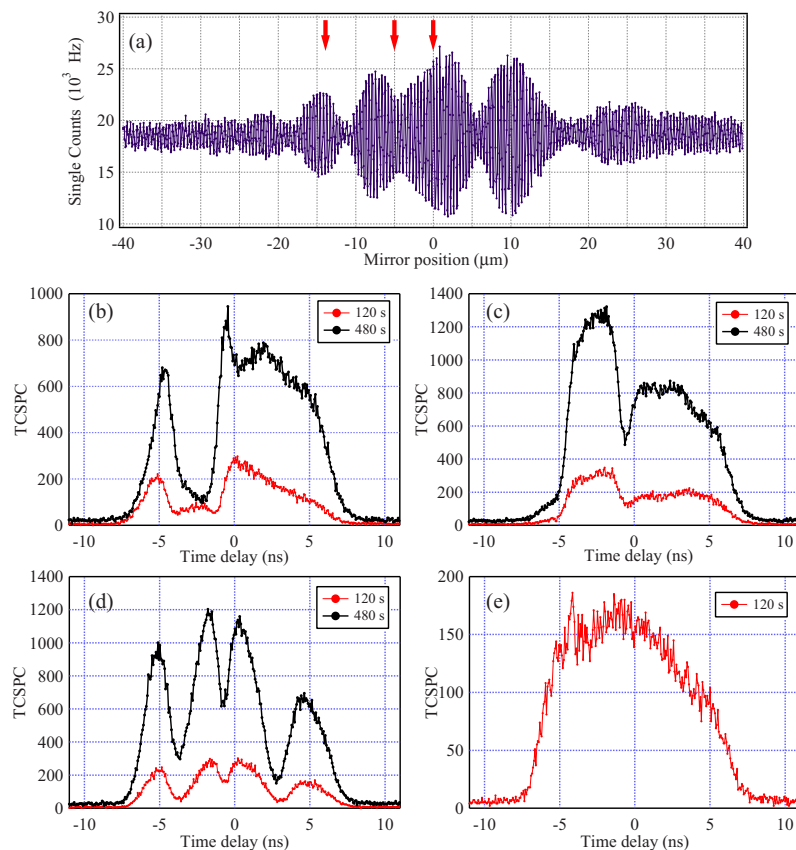 (a)
Single Counts (10³ Hz)
30
25
20
15
10
-40 -30 -20 -10 0 10 20 30 40
Mirror position (μm)
(b)
120 s
480 s
TCSPC
1000
800
600
400
200
0
-10 -5 0 5 10
Time delay (ns)
(c)
120 s
480 s
TCSPC
1400
1200
1000
800
600
400
200
0
-10 -5 0 5 10
Time delay (ns)
(d)
120 s
480 s
TCSPC
1400
1200
1000
800
600
400
200
0
-10 -5 0 5 10
Time delay (ns)
(e)
120 s
TCSPC
200
150
100
50
0
-10 -5 0 5 10
Time delay (ns)